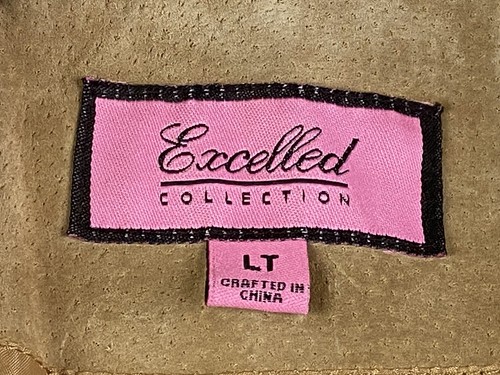 Excelled
COLLECTION
LT
CRAFTED IN
CHINA